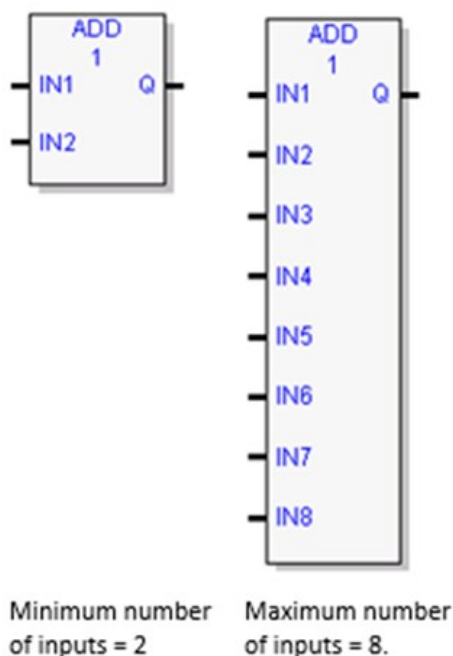 ADD
1
IN1 Q
IN2
ADD
1
IN1 Q
IN2
IN3
IN4
IN5
IN6
IN7
IN8
Minimum number
of inputs = 2
Maximum number
of inputs = 8.